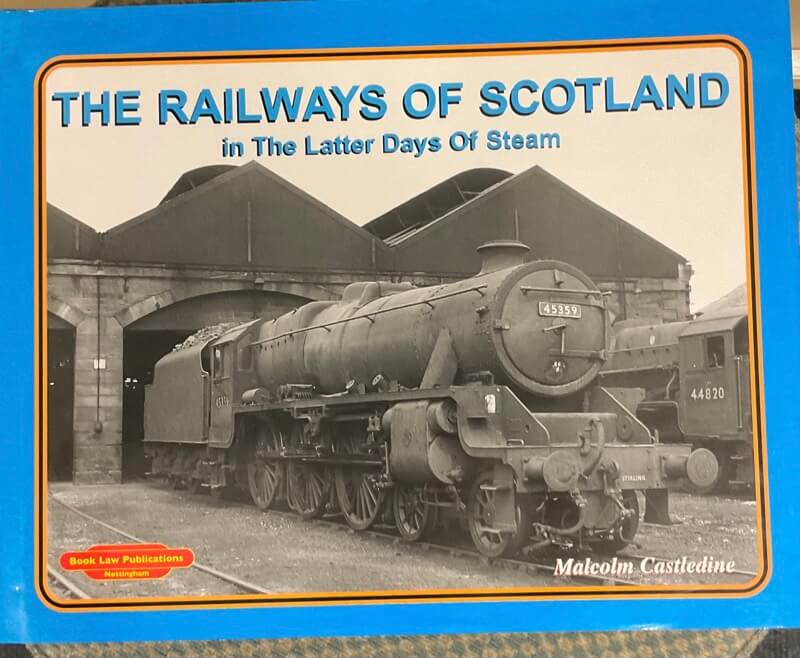 THE RAILWAYS OF SCOTLAND
in The Latter Days Of Steam
45359
44820
STIRLING
Book Law Publications
Nottingham
Malcolm Castledine